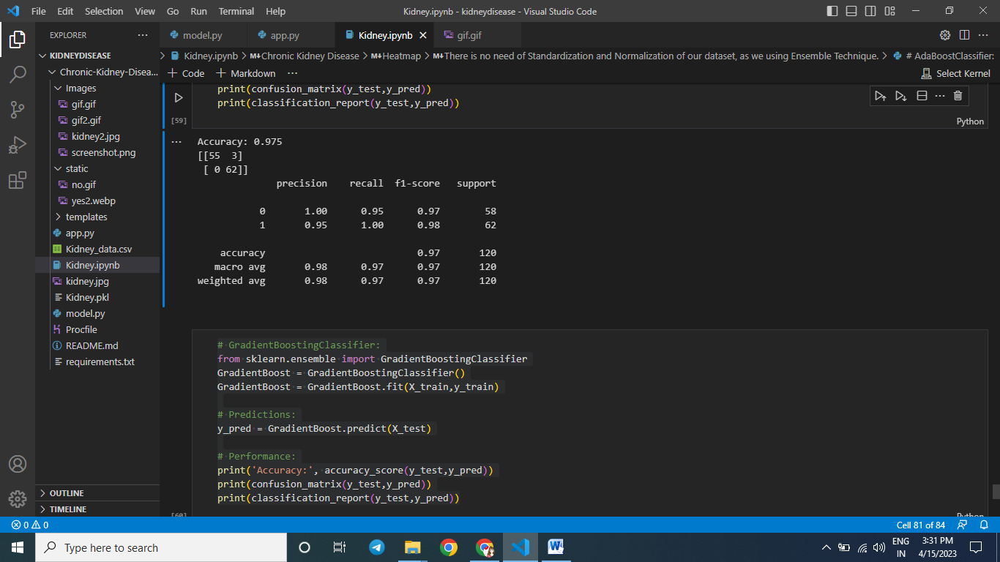 File Edit Selection View Go Run Terminal Help
Kidney.ipynb - kidneydisease - Visual Studio Code
EXPLORER
KIDNEYDISEASE
Chronic-Kidney-Disea...
Images
gif.gif
gif2.gif
kidney2.jpg
screenshot.png
static
no.gif
yes2.webp
templates
app.py
Kidney_data.csv
Kidney.ipynb
kidney.jpg
Kidney.pkl
model.py
Procfile
README.md
requirements.txt
OUTLINE
TIMELINE
model.py app.py Kidney.ipynb gif.gif
Kidney.ipynb > M↓Chronic Kidney Disease > M↓Heatmap > M↓There is no need of Standardization and Normalization of our dataset, as we using Ensemble Technique. > # AdaBoostClassifier:
+ Code + Markdown ...
Select Kernel
print(confusion_matrix(y_test,y_pred))
print(classification_report(y_test,y_pred))
[59]
Python
Accuracy: 0.975
[[55  3]
 [ 0 62]]
precision recall f1-score support
0 1.00 0.95 0.97 58
1 0.95 1.00 0.98 62
accuracy 0.97 120
macro avg 0.98 0.97 0.97 120
weighted avg 0.98 0.97 0.97 120
# GradientBoostingClassifier:
from sklearn.ensemble import GradientBoostingClassifier
GradientBoost = GradientBoostingClassifier()
GradientBoost = GradientBoost.fit(X_train,y_train)
# Predictions:
y_pred = GradientBoost.predict(X_test)
# Performance:
print('Accuracy:', accuracy_score(y_test,y_pred))
print(confusion_matrix(y_test,y_pred))
print(classification_report(y_test,y_pred))
[60]
Python
0 0
Cell 81 of 84
Type here to search
ENG
IN
3:31 PM
4/15/2023